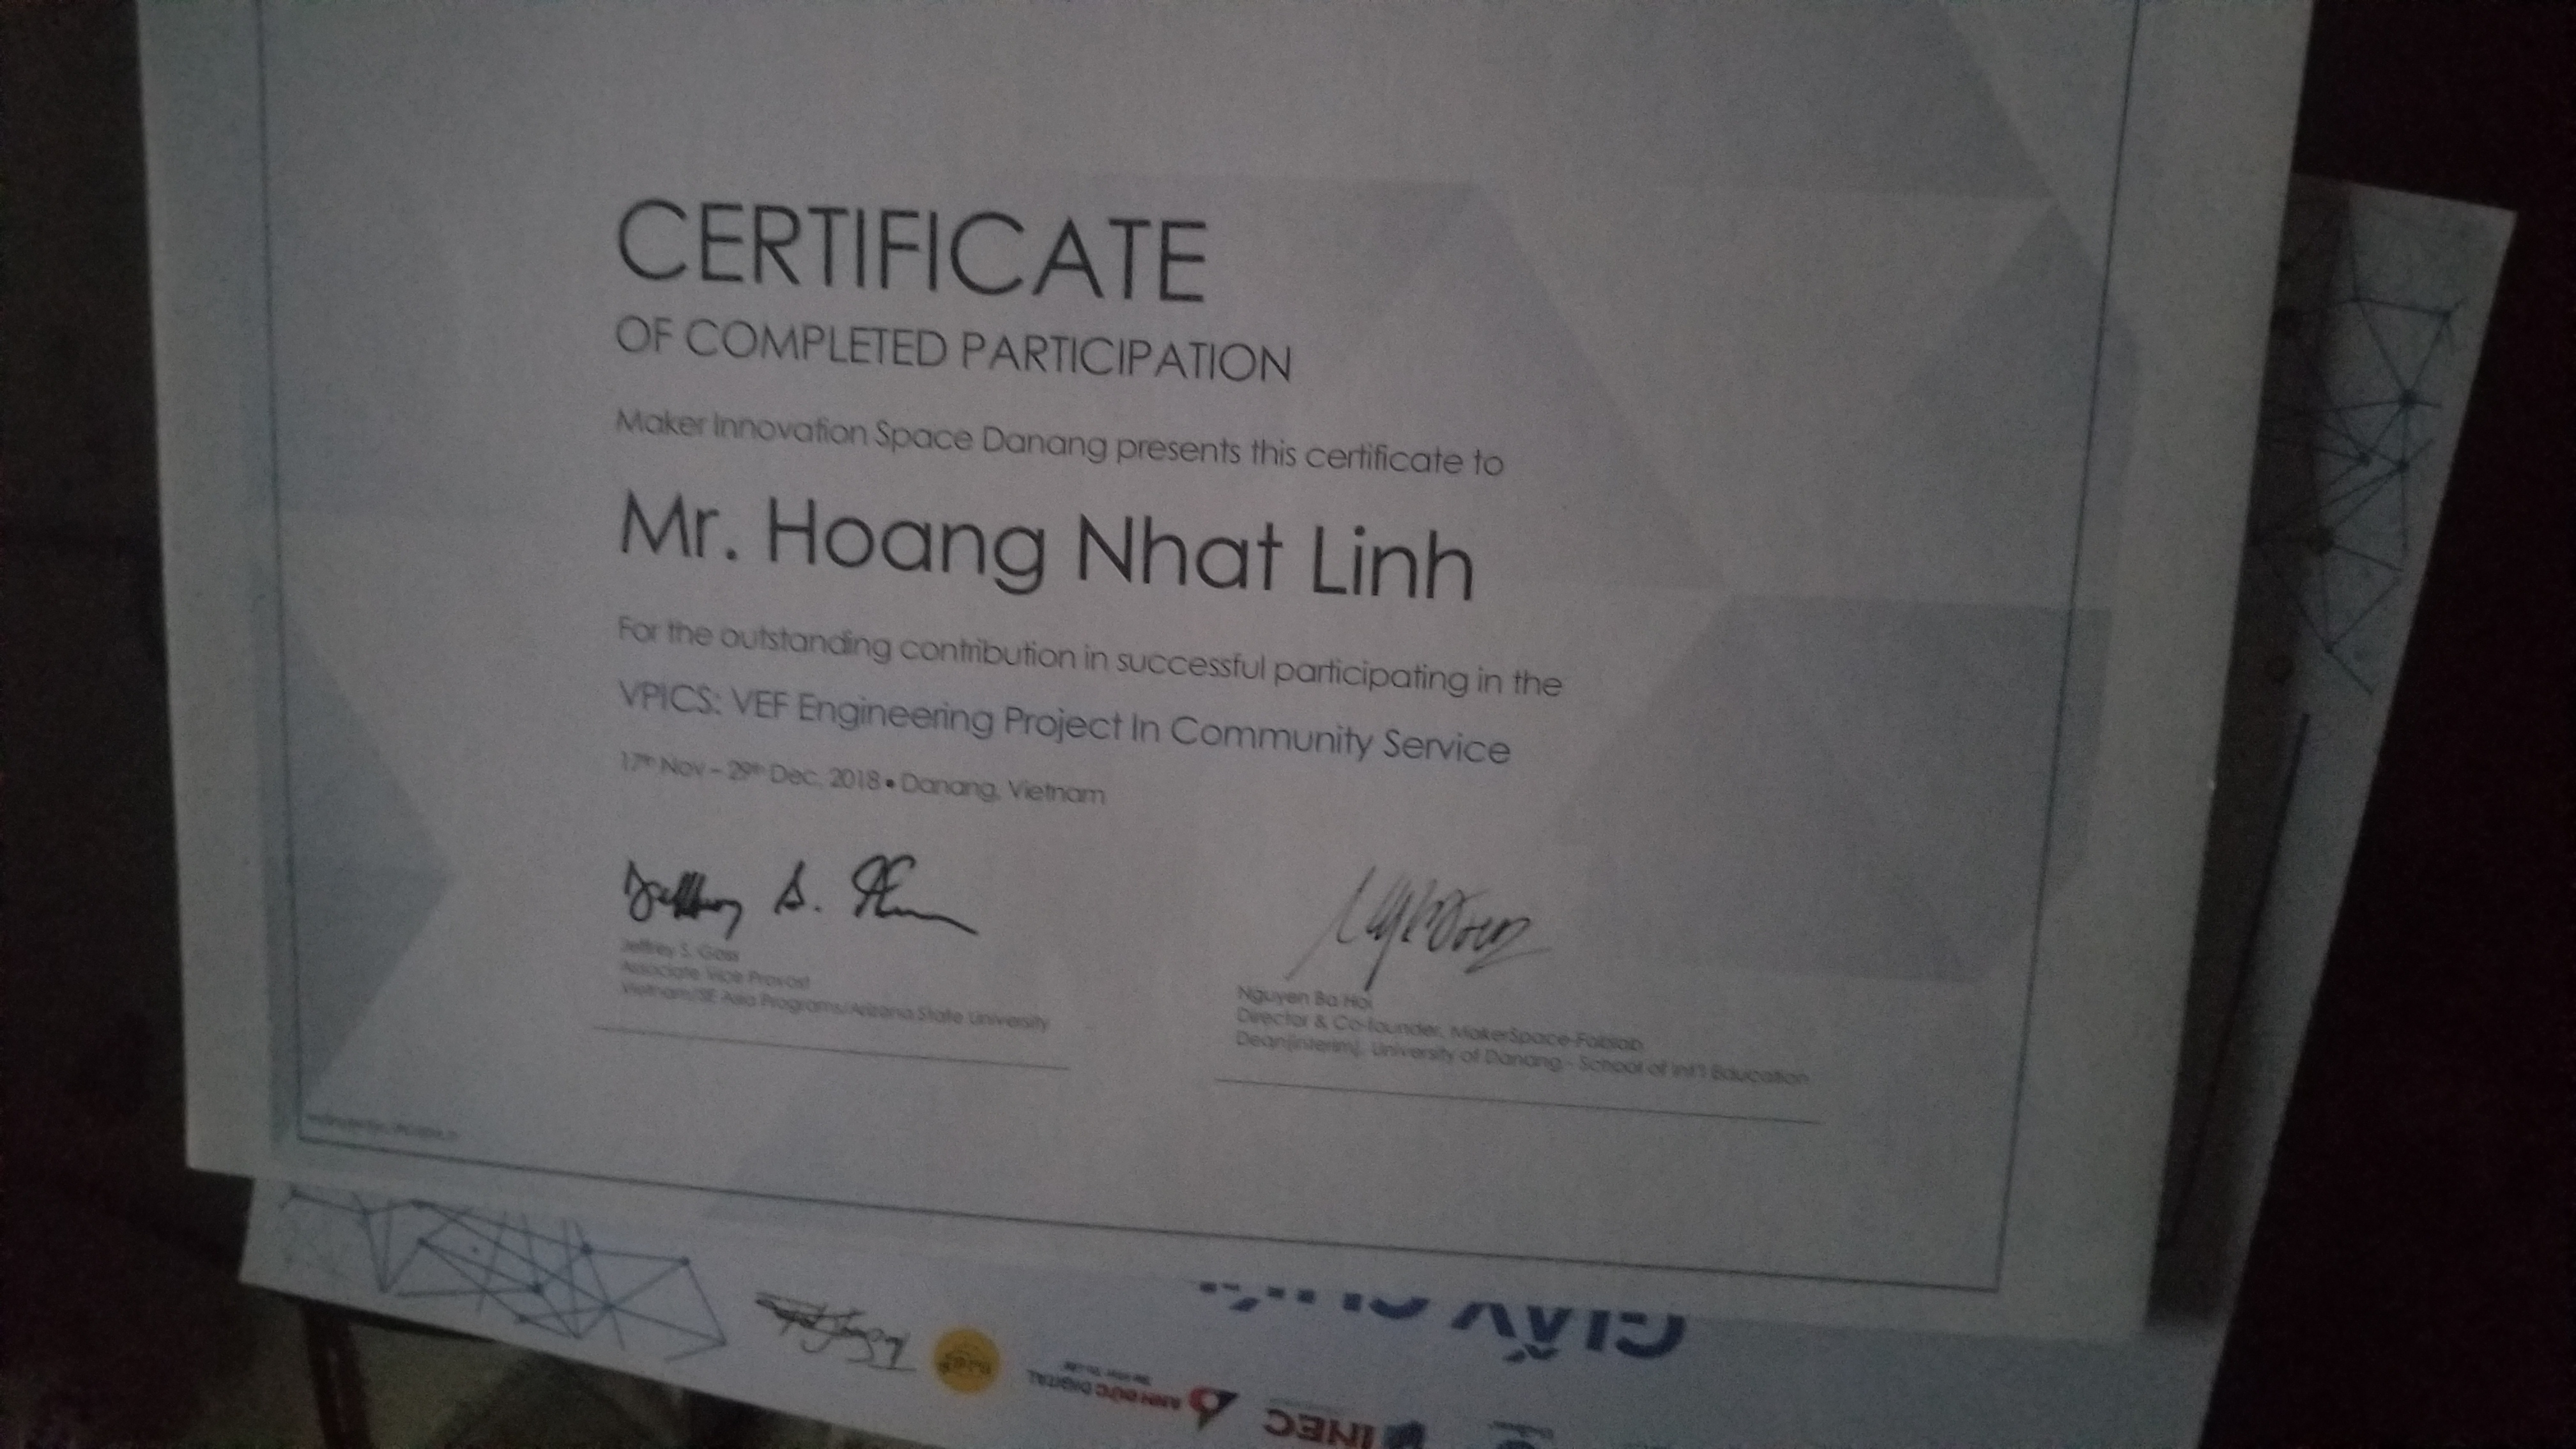 CERTIFICATE
OF COMPLETED PARTICIPATION
Maker Innovation Space Danang presents this certificate to
Mr. Hoang Nhat Linh
For the outstanding contribution in successful participating in the
VPICS: VEF Engineering Project In Community Service
17th Nov - 29th Dec, 2018 • Danang, Vietnam
Jeffrey S. Goss
Associate Vice Provost
Vietnam/SE Asia Programs/Arizona State University
Nguyen Ba Hoi
Director & Co-founder, MakerSpace-Fablab
Dean(Interim), University of Danang - School of Int'l Education